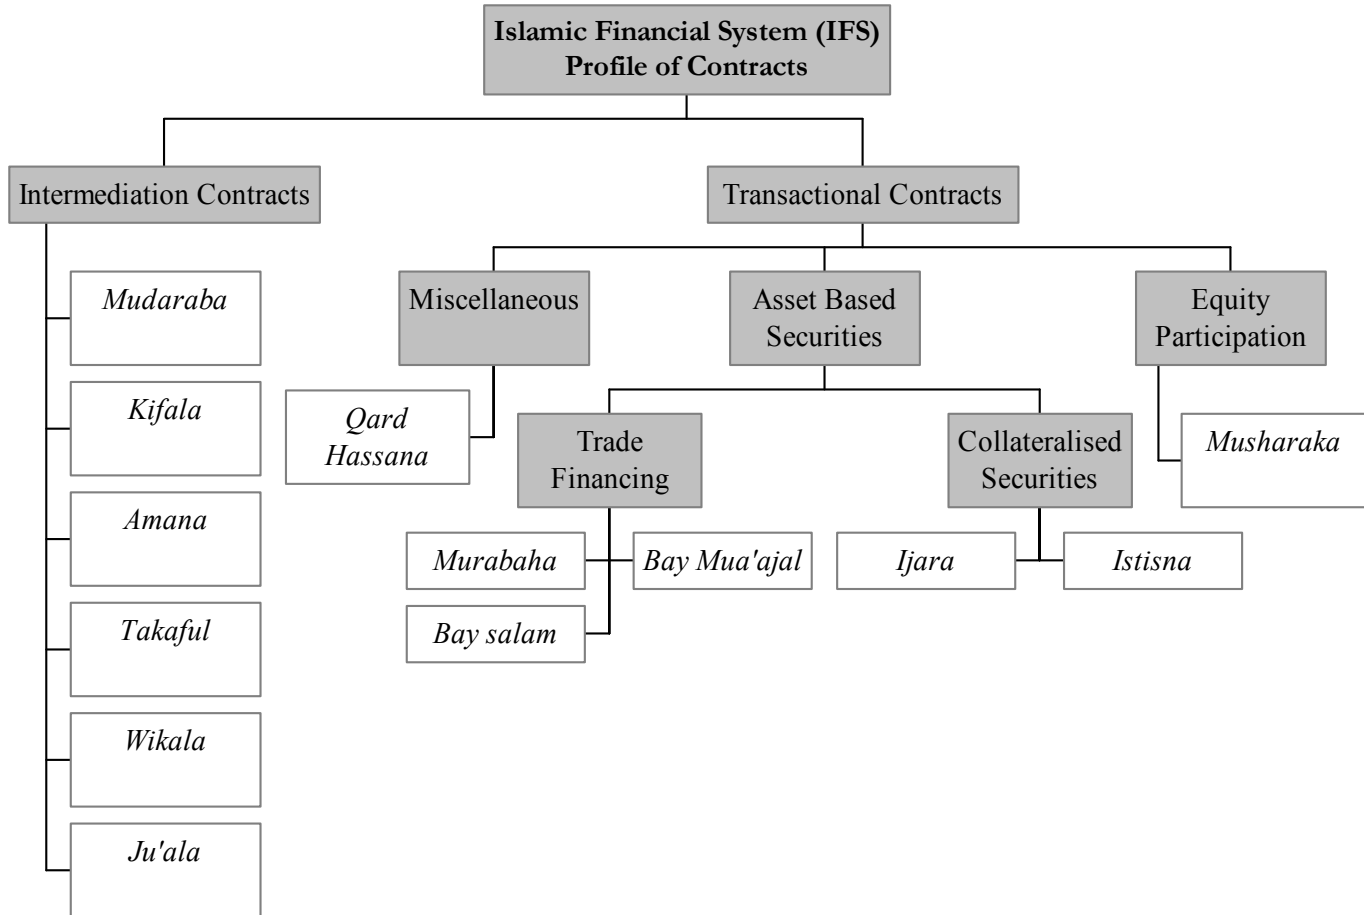 Islamic Financial System (IFS)
Profile of Contracts
Intermediation Contracts
Transactional Contracts
Mudaraba
Kifala
Amana
Takaful
Wikala
Ju'ala
Miscellaneous
Qard
Hassana
Asset Based
Securities
Trade
Financing
Murabaha
Bay Mua'ajal
Bay salam
Collateralised
Securities
Ijara
Istisna
Equity
Participation
Musharaka